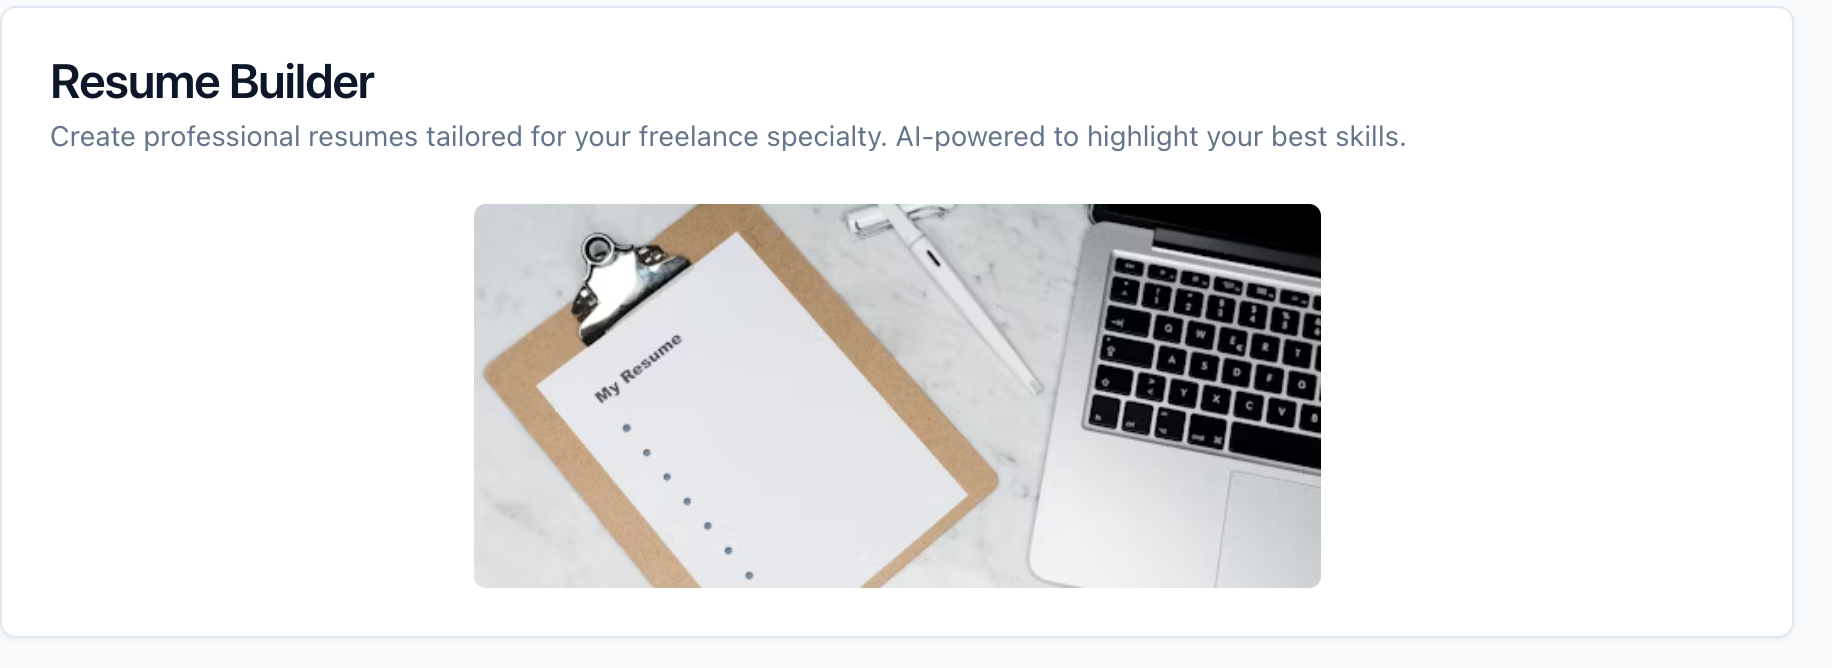 Resume Builder
Create professional resumes tailored for your freelance specialty. AI-powered to highlight your best skills.
My Resume